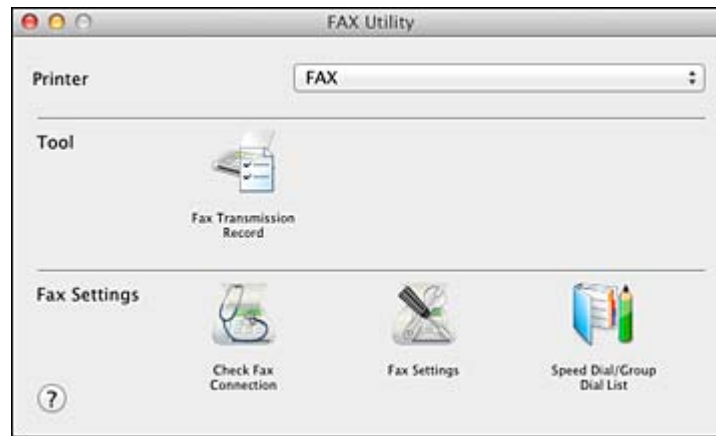 FAX Utility
Printer
FAX
Tool
Fax Transmission
Record
Fax Settings
Check Fax
Connection
Fax Settings
Speed Dial/Group
Dial List
?